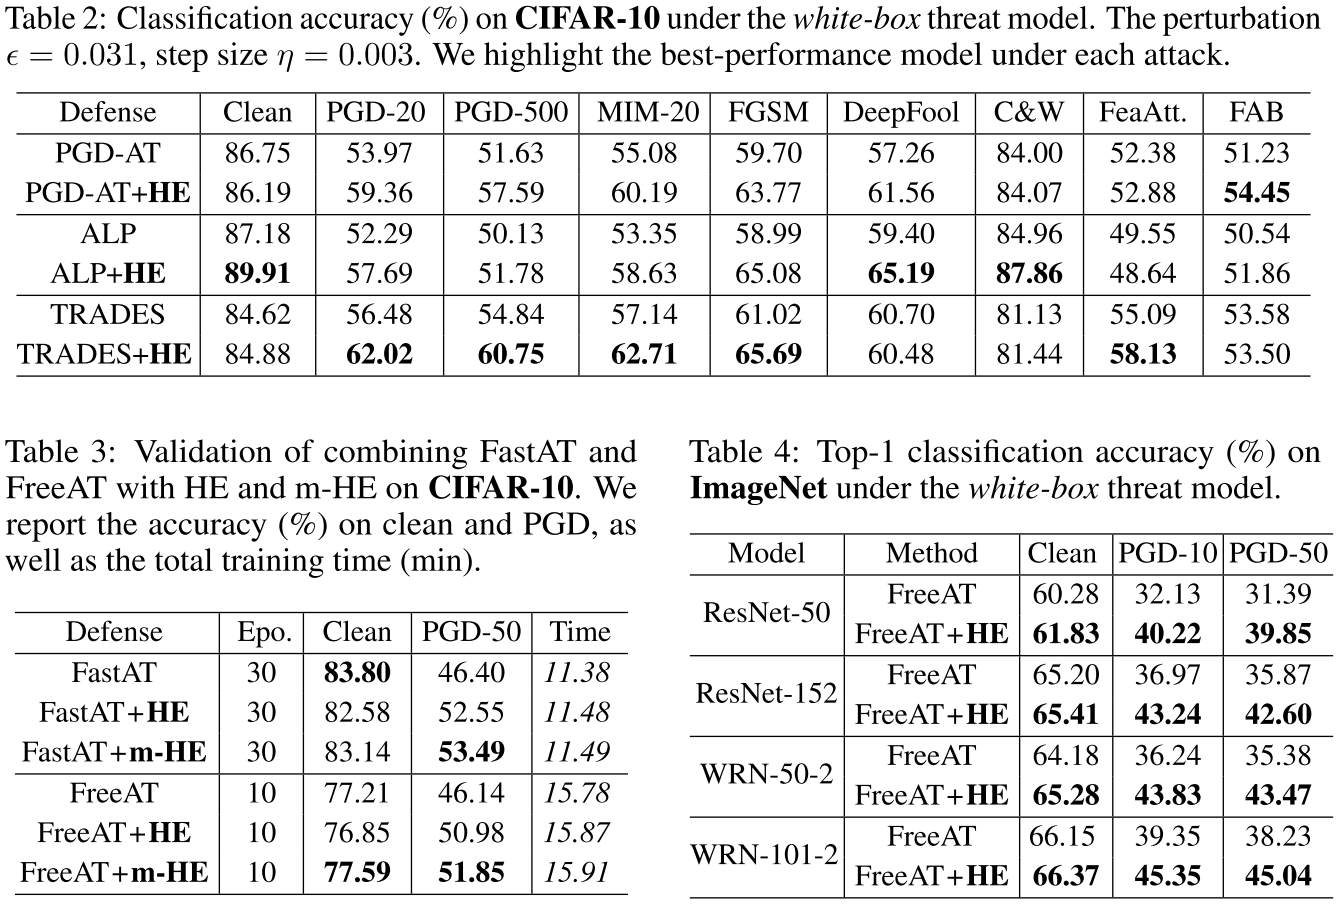 Table 2: Classification accuracy (%) on CIFAR-10 under the white-box threat model. The perturbation
ϵ = 0.031, step size η = 0.003. We highlight the best-performance model under each attack.
Defense Clean PGD-20 PGD-500 MIM-20 FGSM DeepFool C&W FeaAtt. FAB
PGD-AT 86.75 53.97 51.63 55.08 59.70 57.26 84.00 52.38 51.23
PGD-AT+HE 86.19 59.36 57.59 60.19 63.77 61.56 84.07 52.88 54.45
ALP 87.18 52.29 50.13 53.35 58.99 59.40 84.96 49.55 50.54
ALP+HE 89.91 57.69 51.78 58.63 65.08 65.19 87.86 48.64 51.86
TRADES 84.62 56.48 54.84 57.14 61.02 60.70 81.13 55.09 53.58
TRADES+HE 84.88 62.02 60.75 62.71 65.69 60.48 81.44 58.13 53.50
Table 3: Validation of combining FastAT and
FreeAT with HE and m-HE on CIFAR-10. We
report the accuracy (%) on clean and PGD, as
well as the total training time (min).
Defense Epo. Clean PGD-50 Time
FastAT 30 83.80 46.40 11.38
FastAT+HE 30 82.58 52.55 11.48
FastAT+m-HE 30 83.14 53.49 11.49
FreeAT 10 77.21 46.14 15.78
FreeAT+HE 10 76.85 50.98 15.87
FreeAT+m-HE 10 77.59 51.85 15.91
Table 4: Top-1 classification accuracy (%) on
ImageNet under the white-box threat model.
Model Method Clean PGD-10 PGD-50
ResNet-50
FreeAT 60.28 32.13 31.39
FreeAT+HE 61.83 40.22 39.85
ResNet-152
FreeAT 65.20 36.97 35.87
FreeAT+HE 65.41 43.24 42.60
WRN-50-2
FreeAT 64.18 36.24 35.38
FreeAT+HE 65.28 43.83 43.47
WRN-101-2
FreeAT 66.15 39.35 38.23
FreeAT+HE 66.37 45.35 45.04